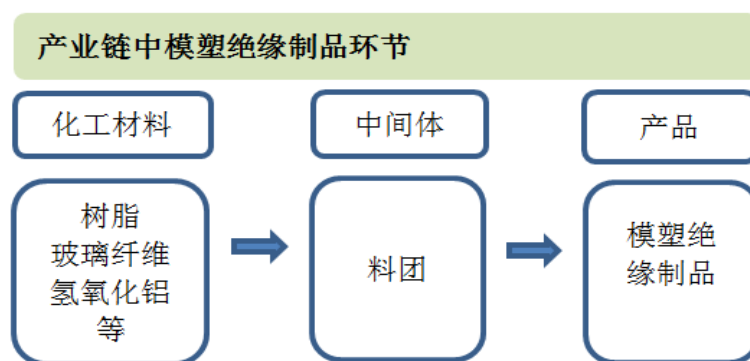 产业链中模塑绝缘制品环节
化工材料
中间体
产品
树脂
玻璃纤维
氢氧化铝
等
料团
模塑绝
缘制品